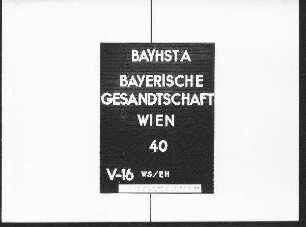 BAYHSTA
BAYERISCHE
GESANDTSCHAFT
WIEN
40
V-16 WS/EH